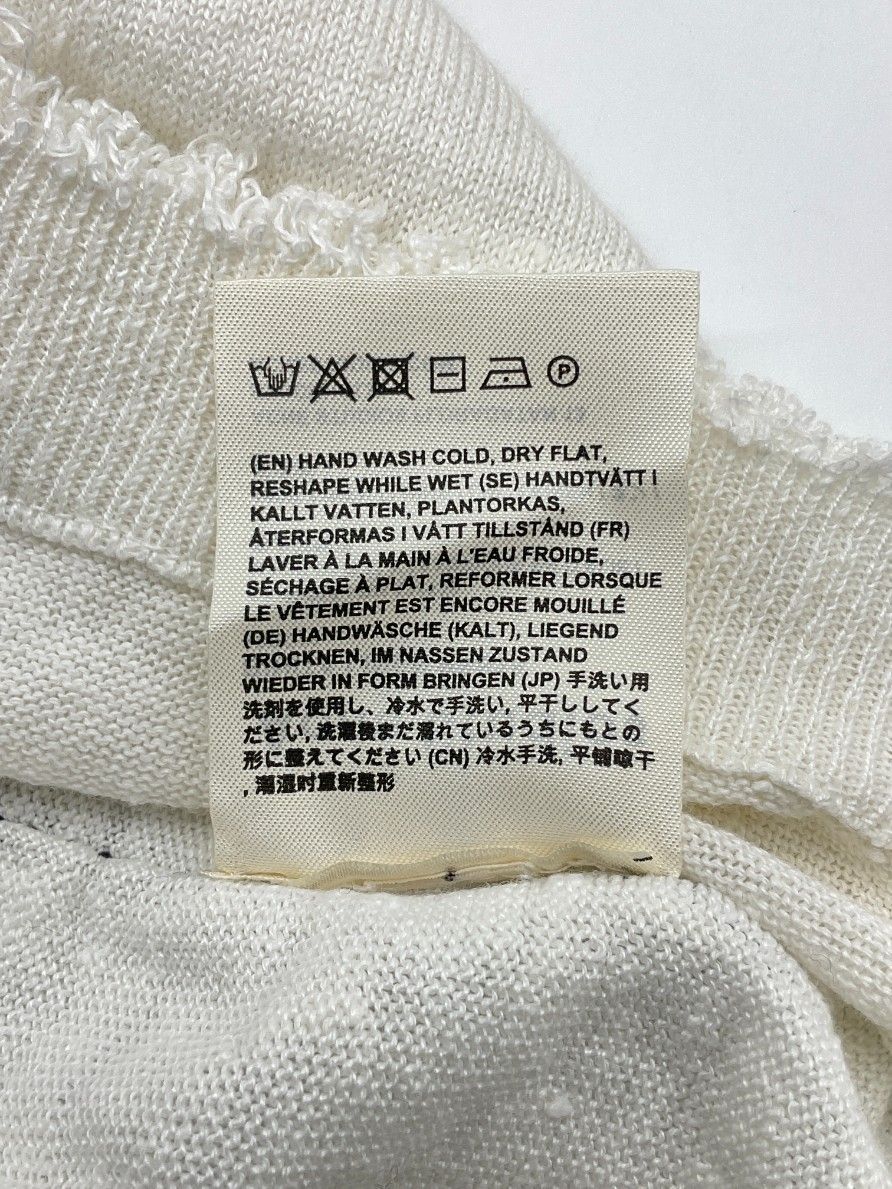 P
(EN) HAND WASH COLD, DRY FLAT,
RESHAPE WHILE WET (SE) HANDTVÄTT I
KALLT VATTEN, PLANTORKAS,
ÅTERFORMAS I VÅTT TILLSTÅND (FR)
LAVER À LA MAIN À L'EAU FROIDE,
SÉCHAGE À PLAT, REFORMER LORSQUE
LE VÊTEMENT EST ENCORE MOUILLÉ
(DE) HANDWÄSCHE (KALT), LIEGEND
TROCKNEN, IM NASSEN ZUSTAND
WIEDER IN FORM BRINGEN (JP) 手洗い用
洗剤を使用し、冷水で手洗い, 平干ししてく
ださい, 洗濯後まだ濡れているうちにもとの
形に整えてください (CN) 冷水手洗, 平铺晾干
, 潮湿时重新整形